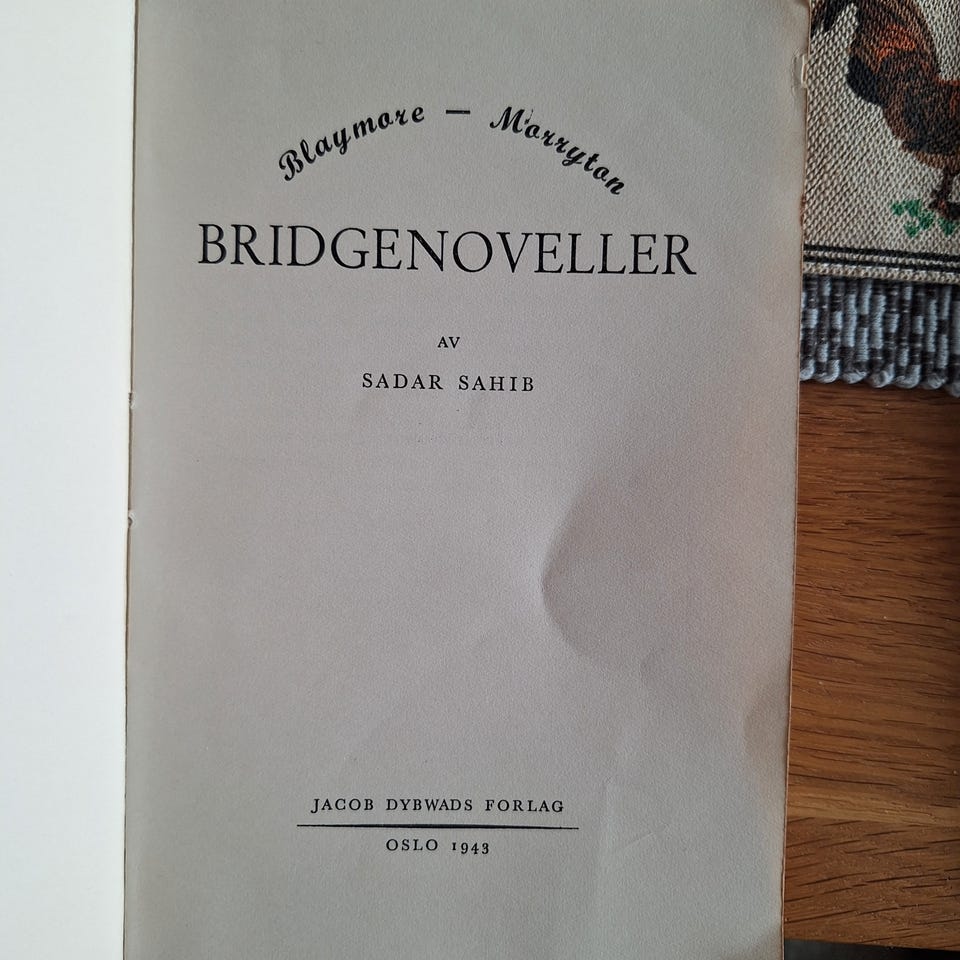 Blaymore — Morryton
BRIDGENOVELLER
AV
SADAR SAHIB
JACOB DYBWADS FORLAG
OSLO 1943